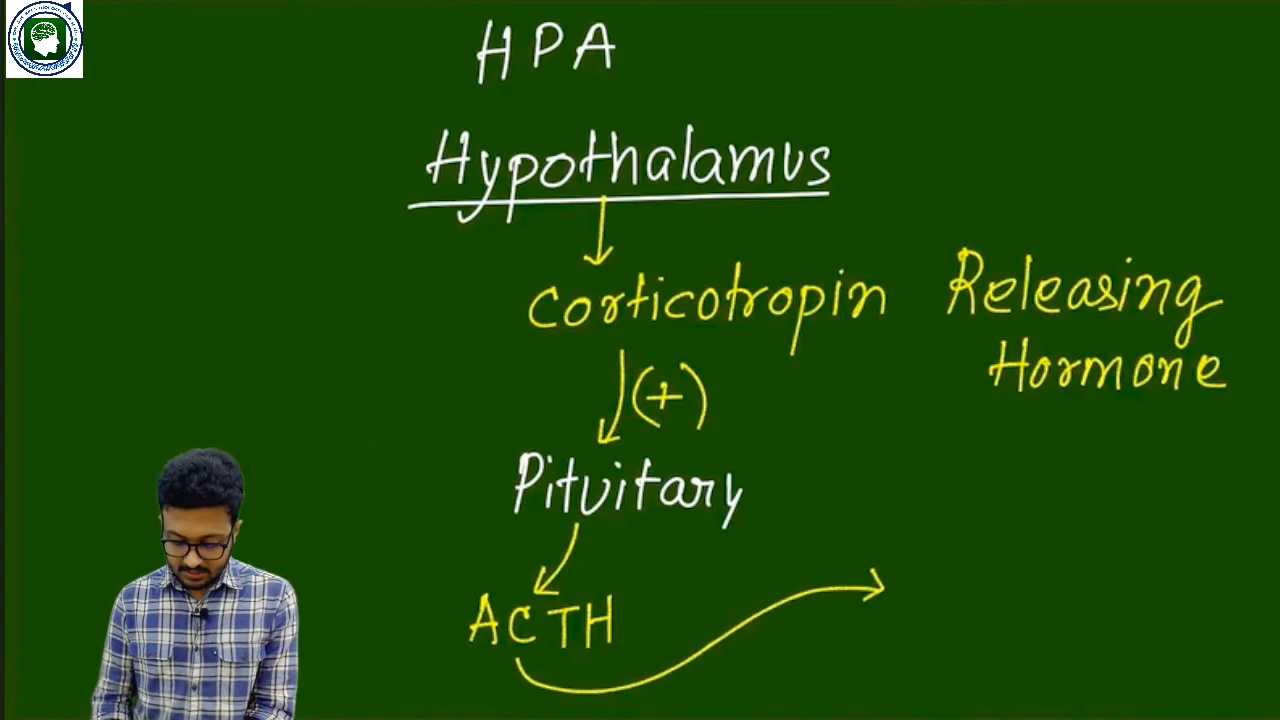 HPA
Hypothalamus
Corticotropin Releasing
Hormone
(+)
Pituitary
ACTH